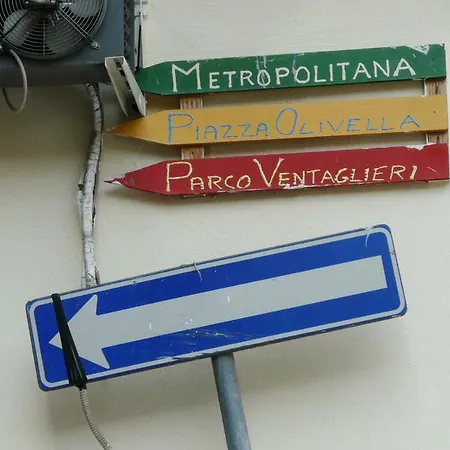 METROPOLITANA
PIAZZA OLIVELLA
PARCO VENTAGLIERI